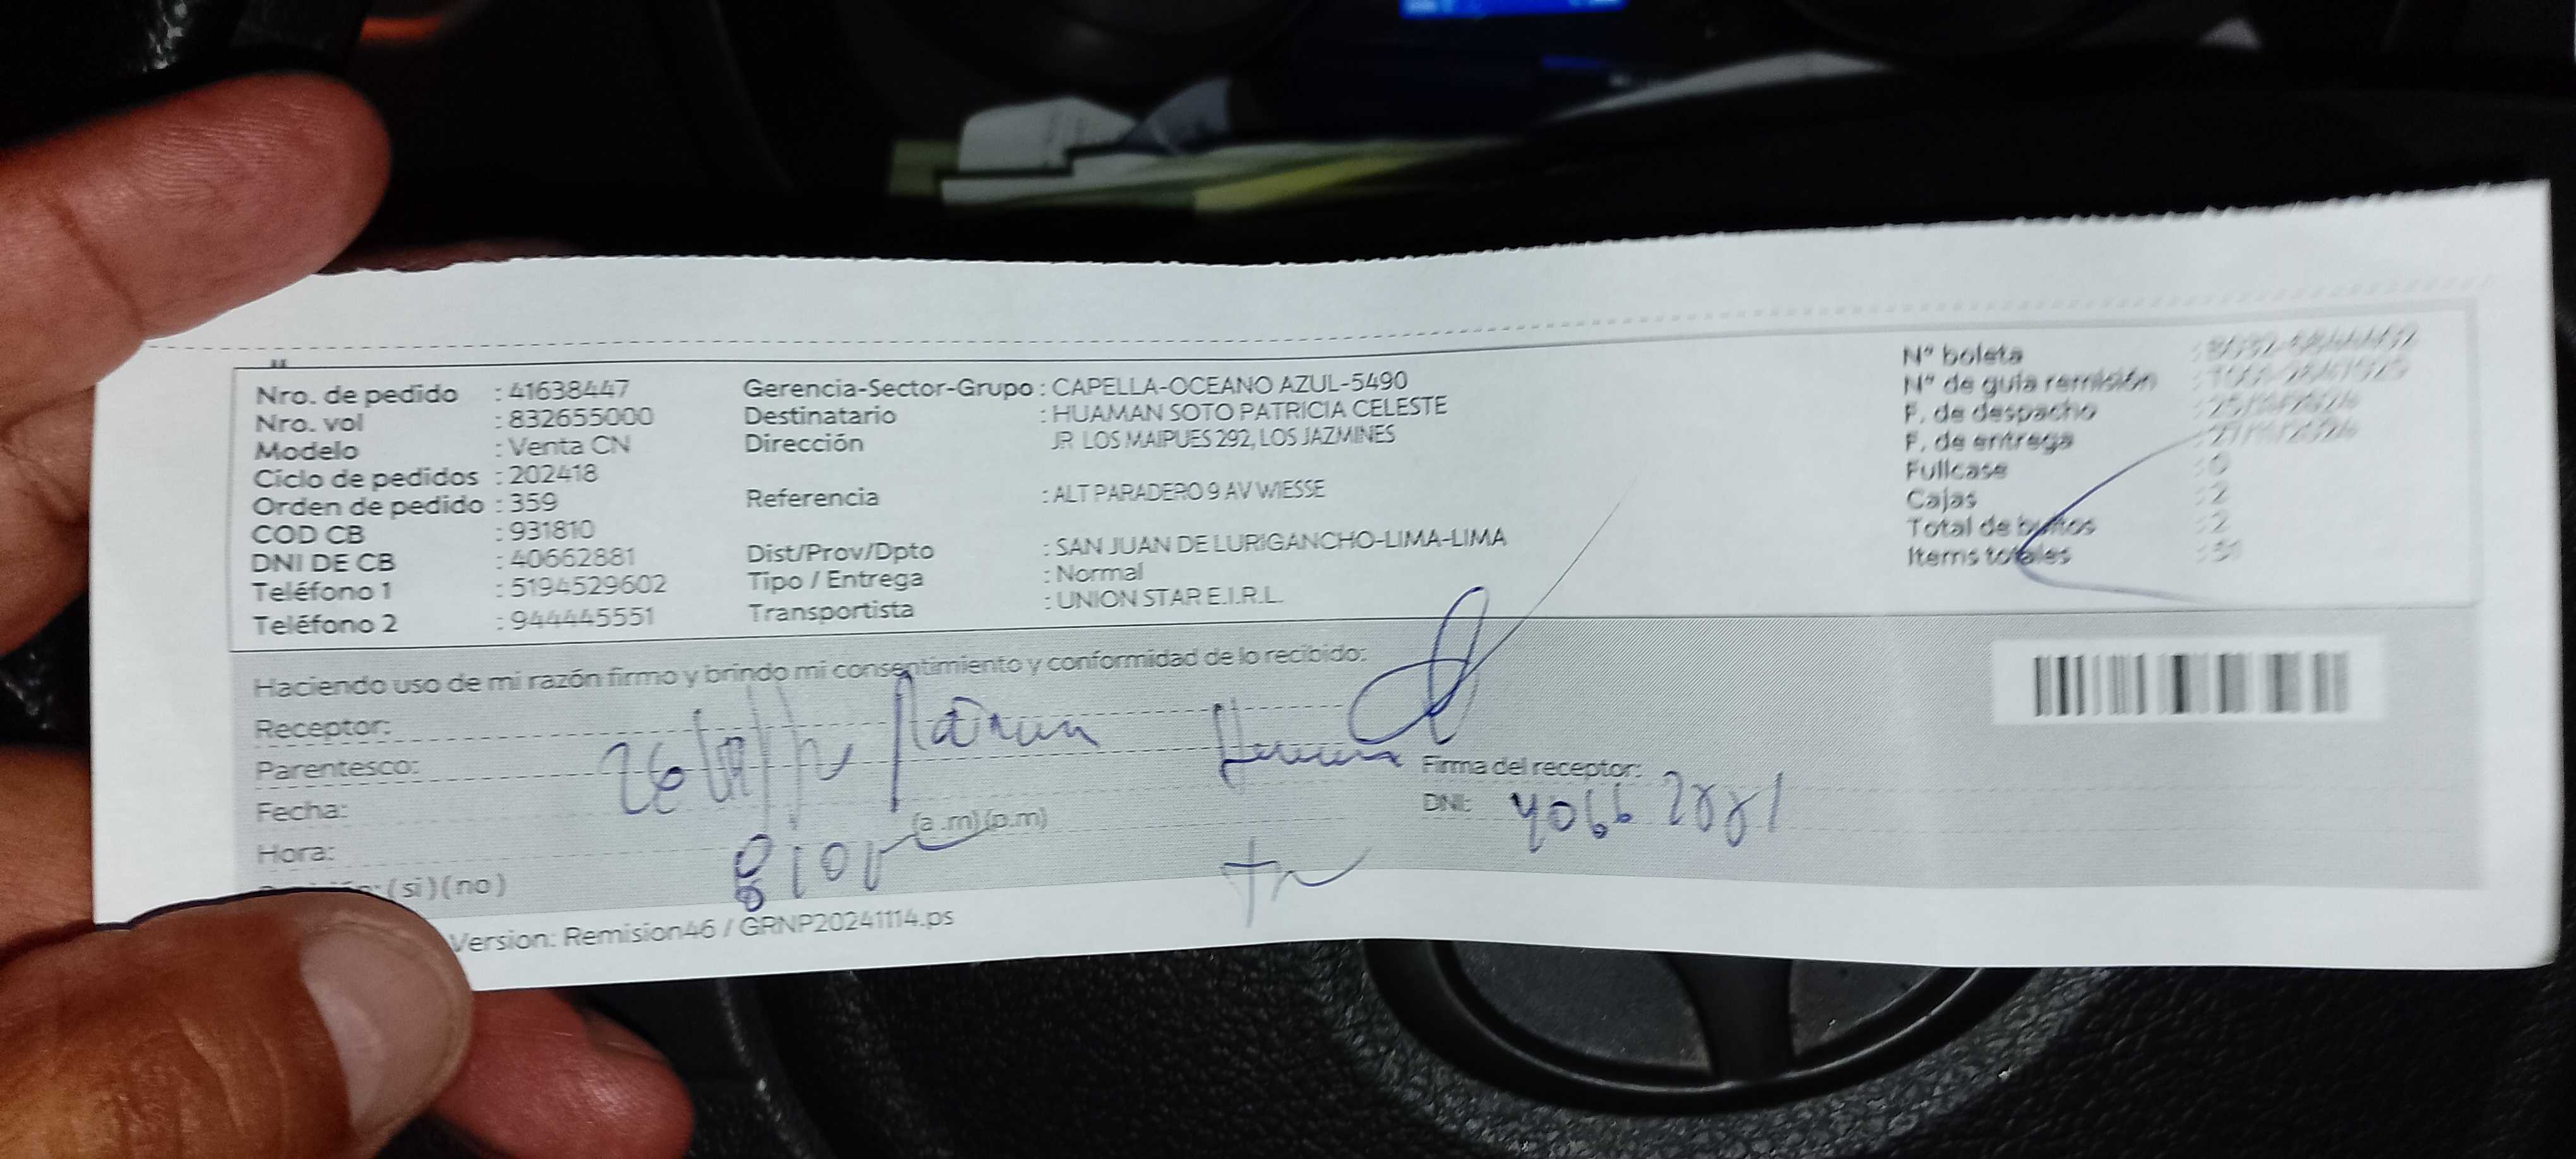 Nro. de pedido : 41638447
Nro. vol : 832655000
Modelo : Venta CN
Ciclo de pedidos : 202418
Orden de pedido : 359
COD CB : 931810
DNI DE CB : 40662881
Teléfono 1 : 5194529602
Teléfono 2 : 944445551
Gerencia-Sector-Grupo : CAPELLA-OCEANO AZUL-5490
Destinatario : HUAMAN SOTO PATRICIA CELESTE
Dirección JR LOS MAIPUES 292, LOS JAZMINES
Referencia : ALT PARADERO 9 AV WIESSE
Dist/Prov/Dpto : SAN JUAN DE LURIGANCHO-LIMA-LIMA
Tipo / Entrega : Normal
Transportista : UNION STAR E.I.R.L.
N° boleta
N° de guia remisión
F. de despacho
F. de entrega
Fullcase : 0
Cajas : 2
Total de bultos : 2
Items totales : 51
Haciendo uso de mi razón firmo y brindo mi consentimiento y conformidad de lo recibido:
Receptor:
Parentesco:
Fecha:
Hora: (a .m) (p.m)
(si) (no)
Firma del receptor:
DNI: 40662881
Version: Remision46 / GRNP20241114.ps